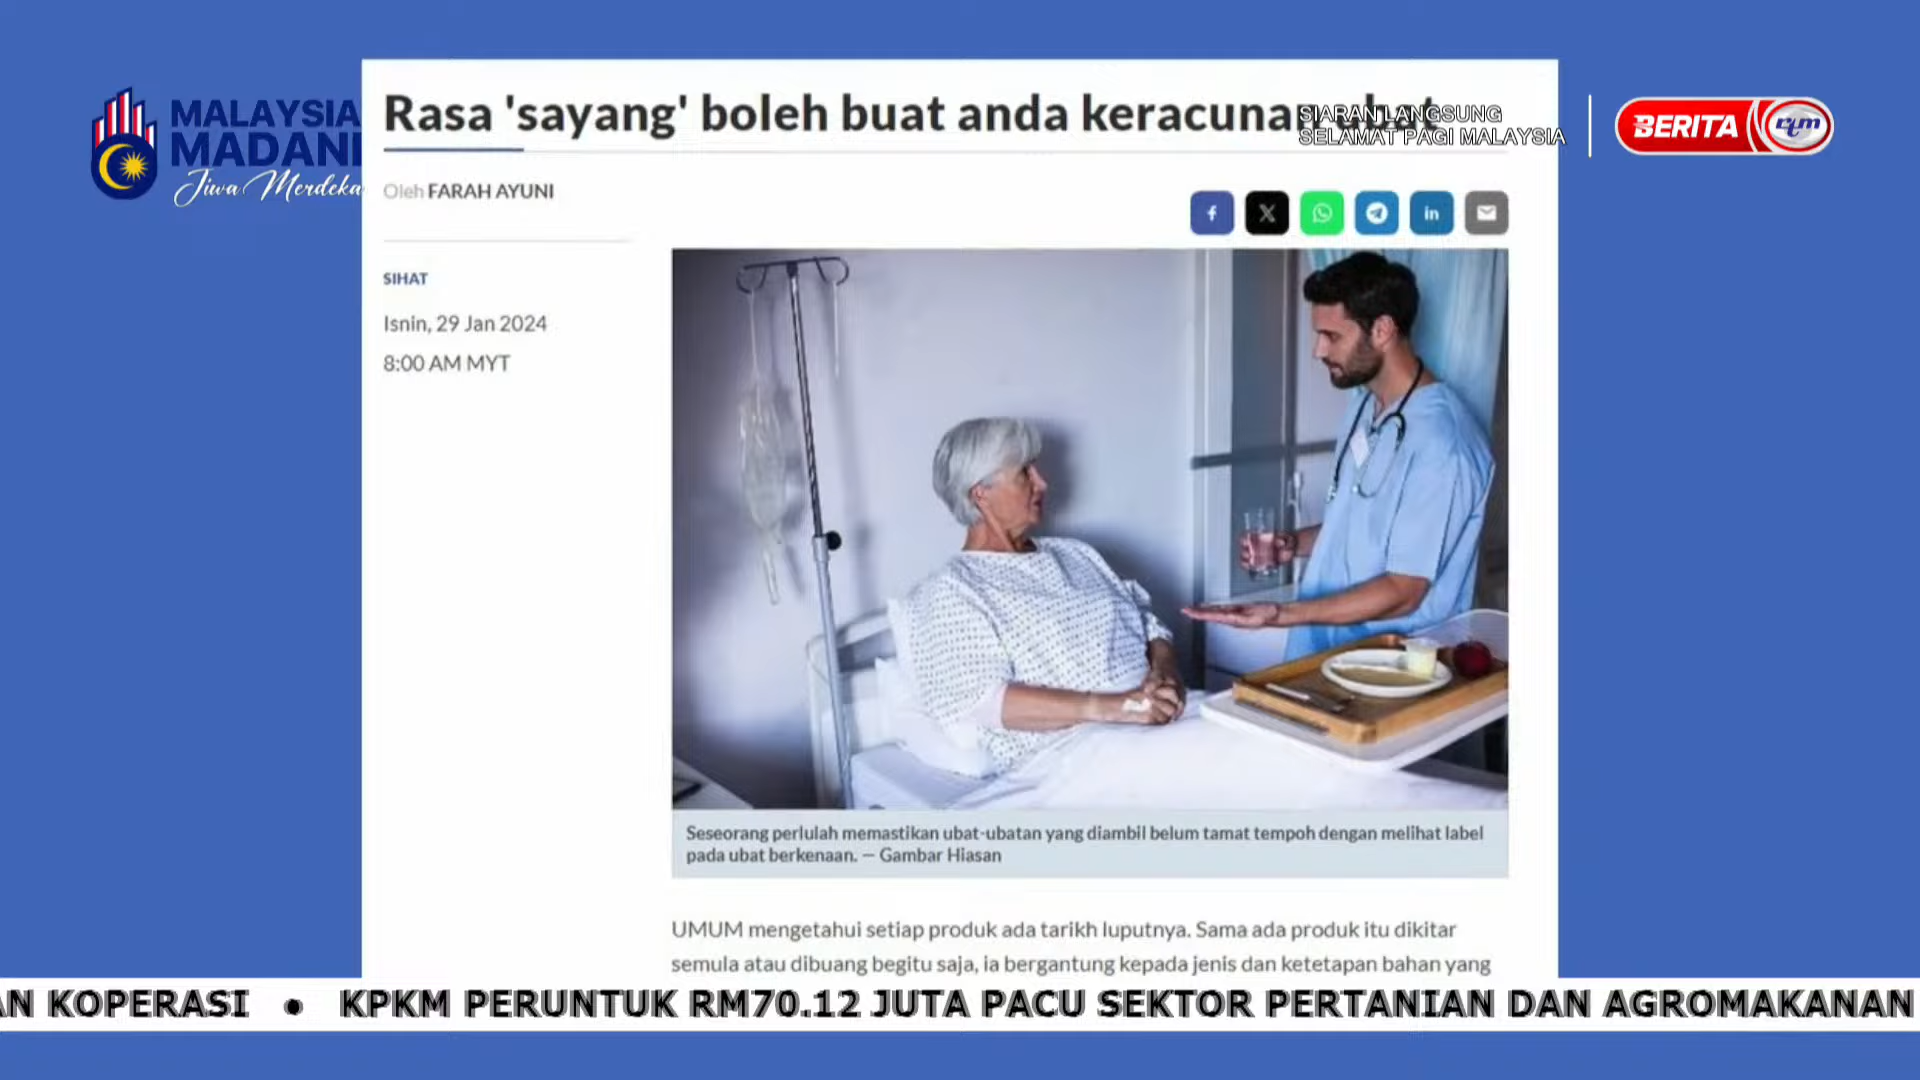 MALAYSIA
MADANI
Jiwa Merdeka
Rasa 'sayang' boleh buat anda keracunan ubat
SIARAN LANGSUNG
SELAMAT PAGI MALAYSIA
BERITA rtm
Oleh FARAH AYUNI
SIHAT
Isnin, 29 Jan 2024
8:00 AM MYT
f X in
Seseorang perlulah memastikan ubat-ubatan yang diambil belum tamat tempoh dengan melihat label
pada ubat berkenaan. — Gambar Hiasan
UMUM mengetahui setiap produk ada tarikh luputnya. Sama ada produk itu dikitar
semula atau dibuang begitu saja, ia bergantung kepada jenis dan ketetapan bahan yang
AN KOPERASI • KPKM PERUNTUK RM70.12 JUTA PACU SEKTOR PERTANIAN DAN AGROMAKANAN